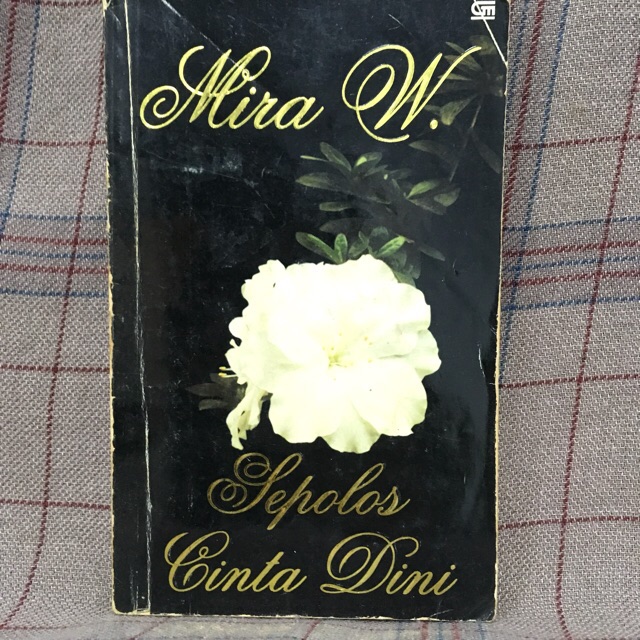 Mira W.
Sepolos
Cinta Dini